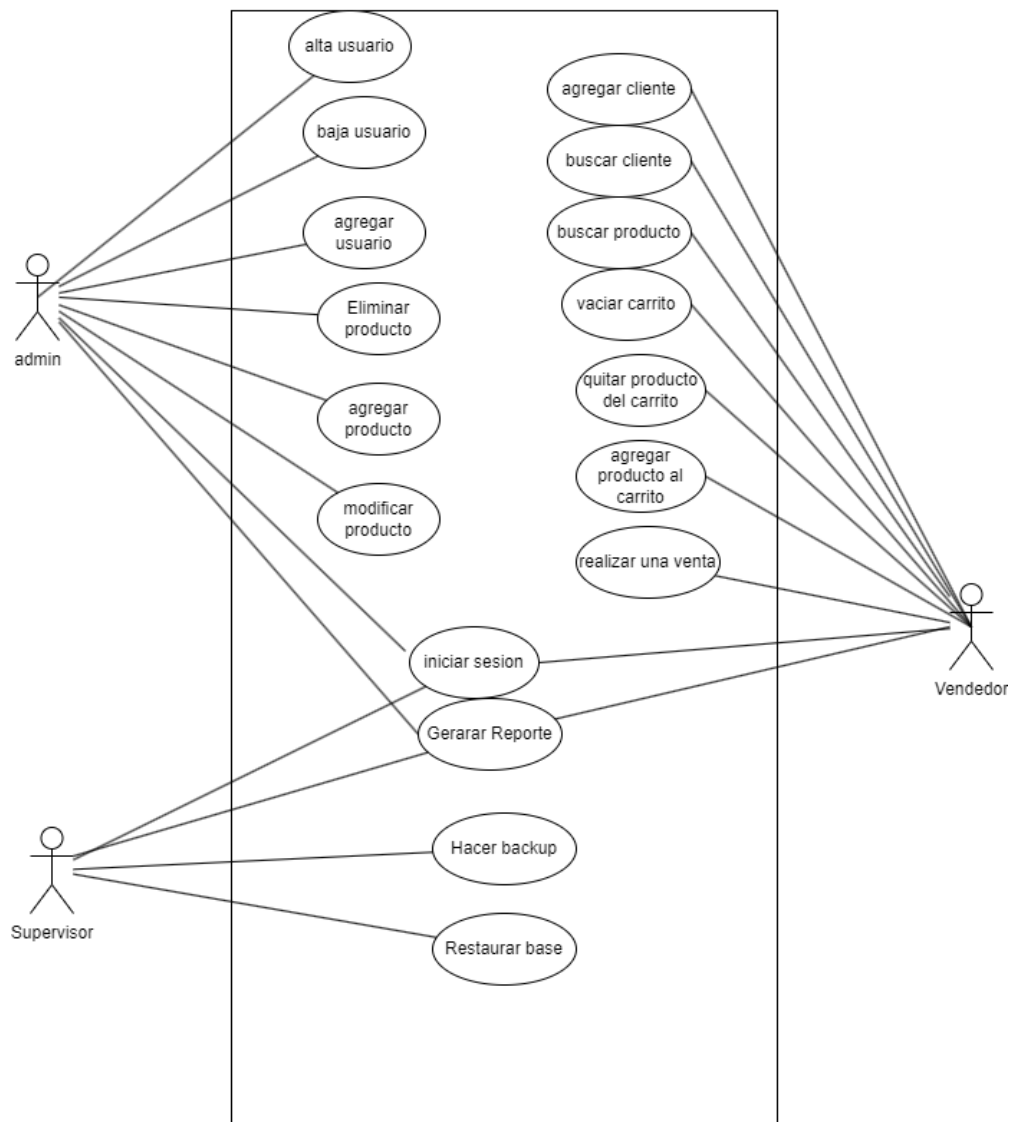 alta usuario
agregar cliente
baja usuario
buscar cliente
agregar
usuario
buscar producto
Eliminar
producto
vaciar carrito
admin
quitar producto
del carrito
agregar
producto
agregar
producto al
carrito
modificar
producto
realizar una venta
iniciar sesion
Vendedor
Gerarar Reporte
Hacer backup
Supervisor
Restaurar base